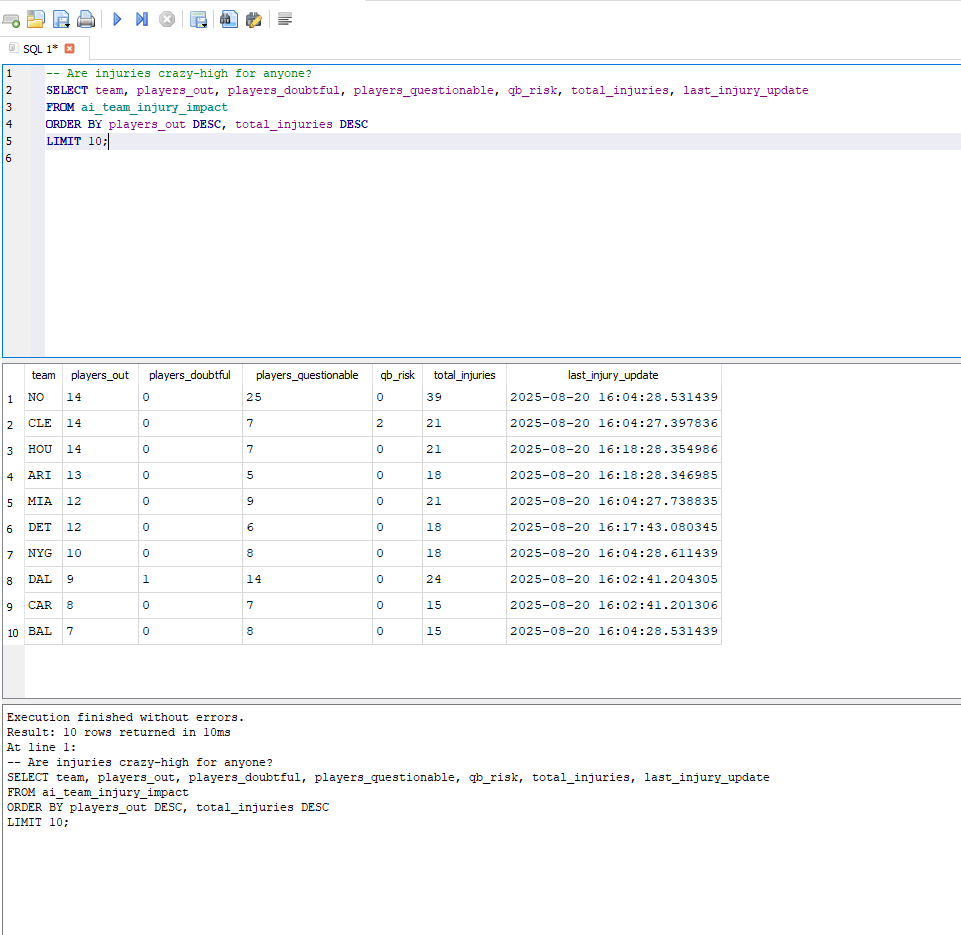 SQL 1*
1 -- Are injuries crazy-high for anyone?
2 SELECT team, players_out, players_doubtful, players_questionable, qb_risk, total_injuries, last_injury_update
3 FROM ai_team_injury_impact
4 ORDER BY players_out DESC, total_injuries DESC
5 LIMIT 10;
6
team players_out players_doubtful players_questionable qb_risk total_injuries last_injury_update
1 NO 14 0 25 0 39 2025-08-20 16:04:28.531439
2 CLE 14 0 7 2 21 2025-08-20 16:04:27.397836
3 HOU 14 0 7 0 21 2025-08-20 16:18:28.354986
4 ARI 13 0 5 0 18 2025-08-20 16:18:28.346985
5 MIA 12 0 9 0 21 2025-08-20 16:04:27.738835
6 DET 12 0 6 0 18 2025-08-20 16:17:43.080345
7 NYG 10 0 8 0 18 2025-08-20 16:04:28.611439
8 DAL 9 1 14 0 24 2025-08-20 16:02:41.204305
9 CAR 8 0 7 0 15 2025-08-20 16:02:41.201306
10 BAL 7 0 8 0 15 2025-08-20 16:04:28.531439
Execution finished without errors.
Result: 10 rows returned in 10ms
At line 1:
-- Are injuries crazy-high for anyone?
SELECT team, players_out, players_doubtful, players_questionable, qb_risk, total_injuries, last_injury_update
FROM ai_team_injury_impact
ORDER BY players_out DESC, total_injuries DESC
LIMIT 10;